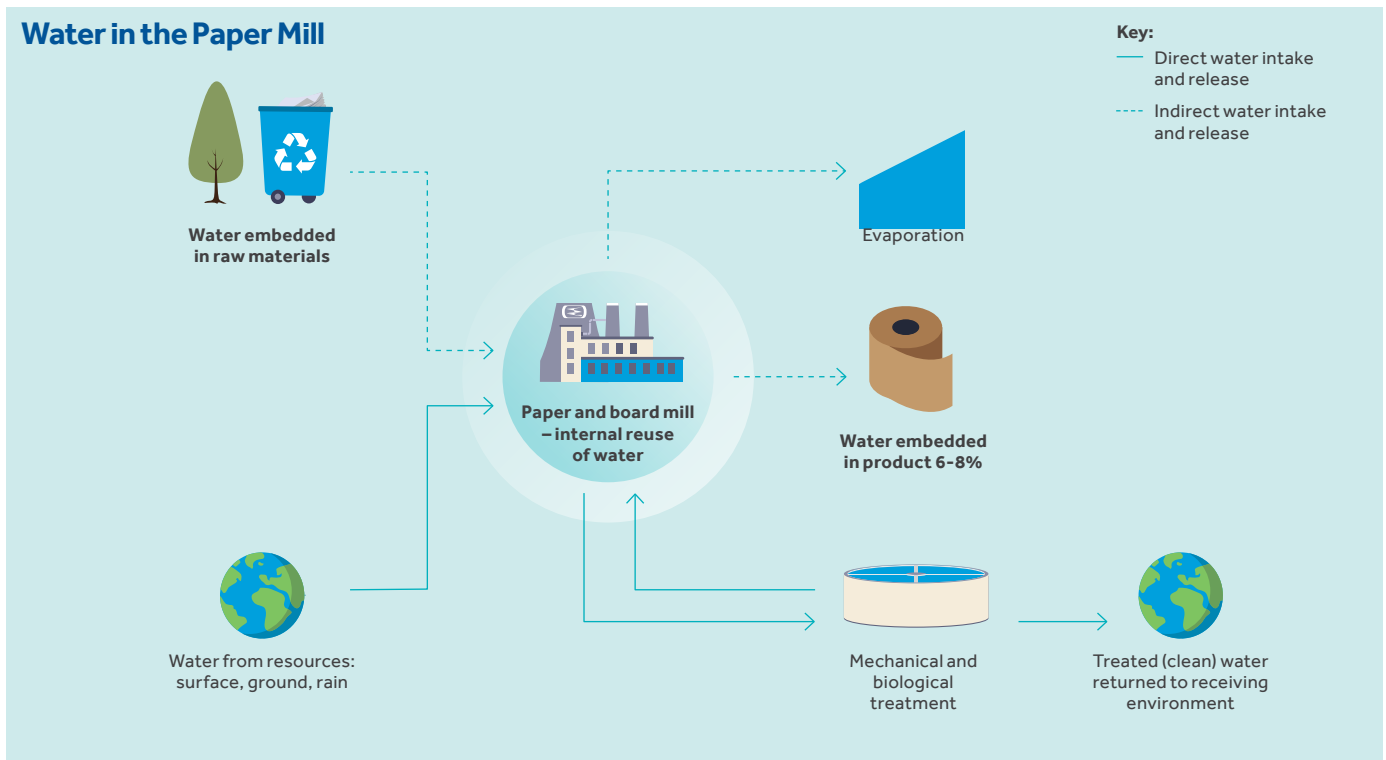 Water in the Paper Mill
Key:
Direct water intake
and release
Indirect water intake
and release
Water embedded
in raw materials
Evaporation
Paper and board mill
– internal reuse
of water
Water embedded
in product 6-8%
Water from resources:
surface, ground, rain
Mechanical and
biological
treatment
Treated (clean) water
returned to receiving
environment